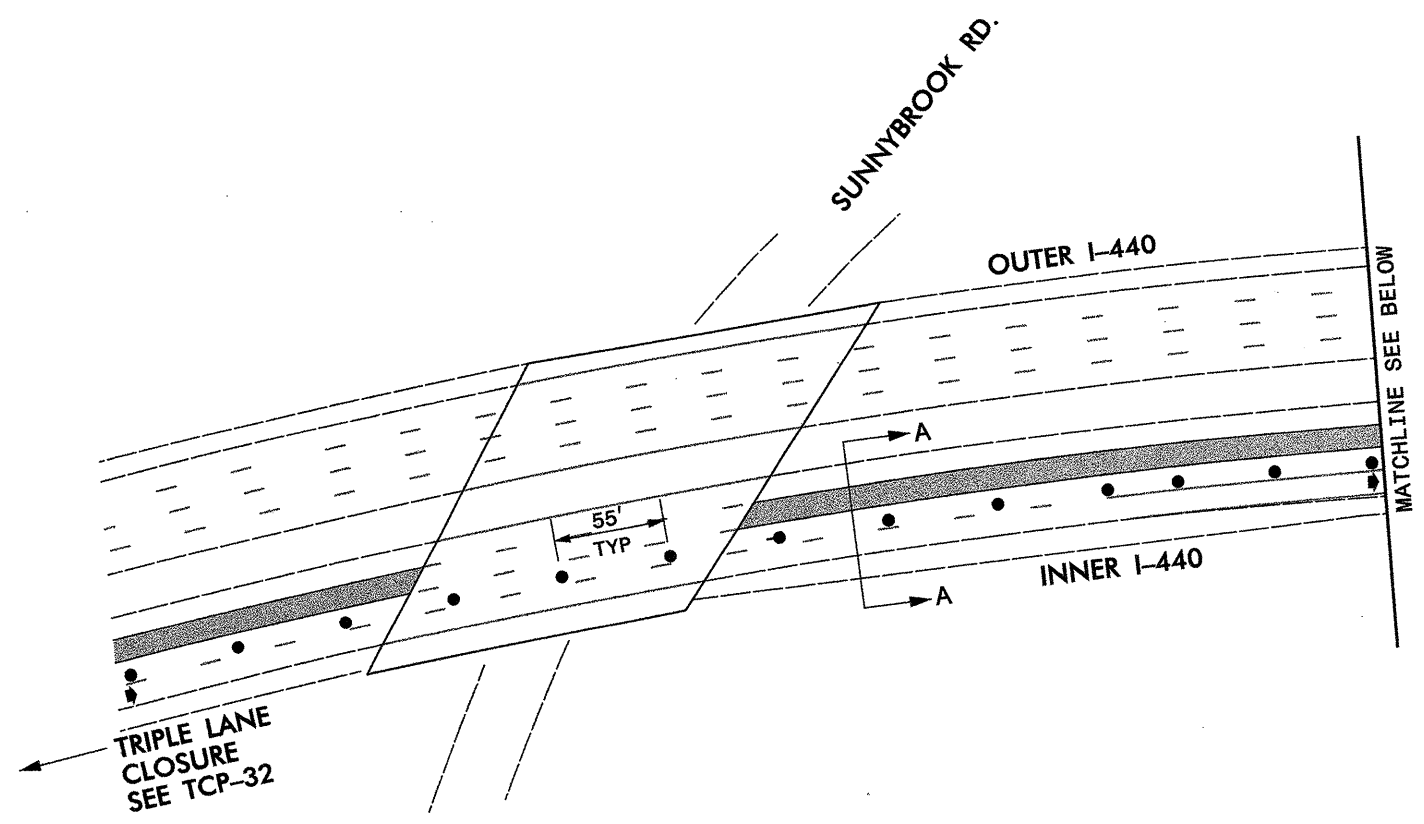 SUNNYBROOK RD.
OUTER I-440
MATCHLINE SEE BELOW
A
55'
TYP
INNER I-440
A
TRIPLE LANE
CLOSURE
SEE TCP-32